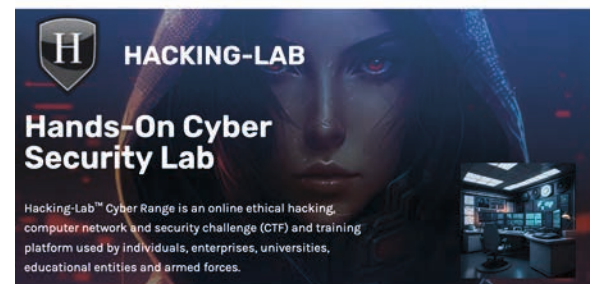 H
HACKING-LAB
Hands-On Cyber
Security Lab
Hacking-Lab™ Cyber Range is an online ethical hacking,
computer network and security challenge (CTF) and training
platform used by individuals, enterprises, universities,
educational entities and armed forces.